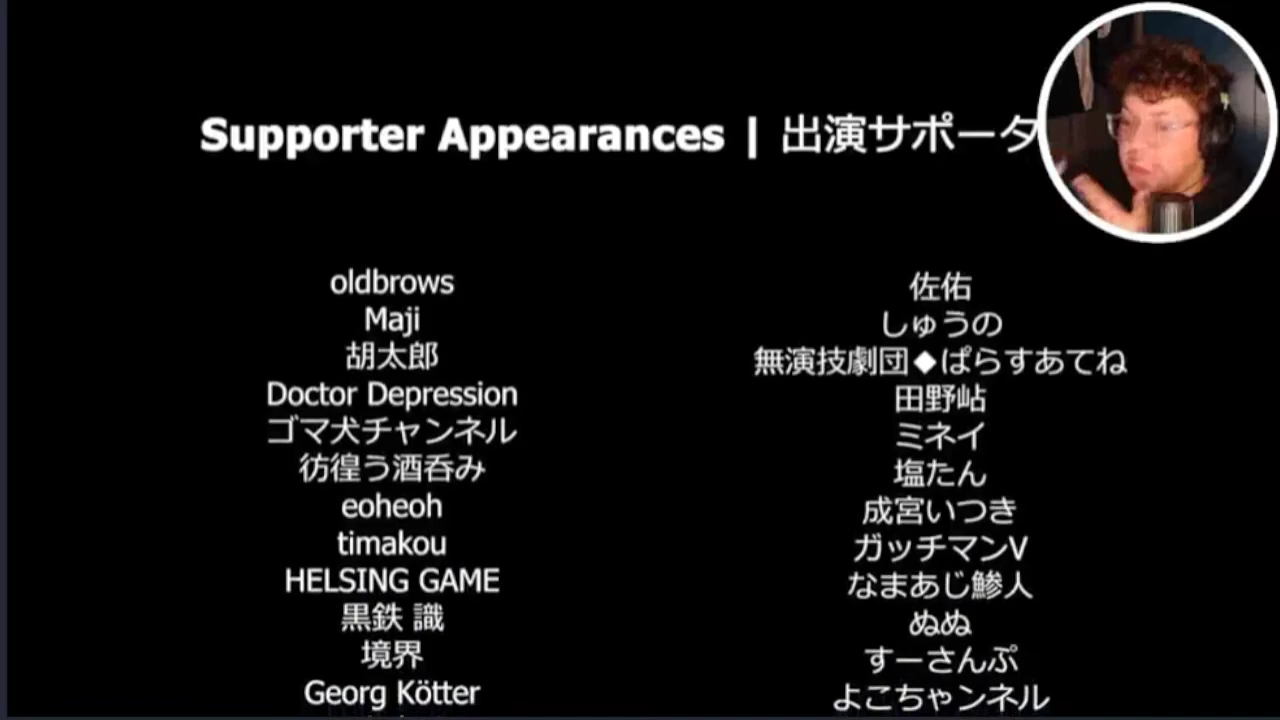 Supporter Appearances | 出演サポータ
oldbrows
Maji
胡太郎
Doctor Depression
ゴマ犬チャンネル
彷徨う酒呑み
eoheoh
timakou
HELSING GAME
黒鉄 識
境界
Georg Kötter
佐佑
しゅうの
無演技劇団◆ぱらすあてね
田野岾
ミネイ
塩たん
成宮いつき
ガッチマンV
なまあじ鯵人
ぬぬ
すーさんぷ
よこちゃンネル